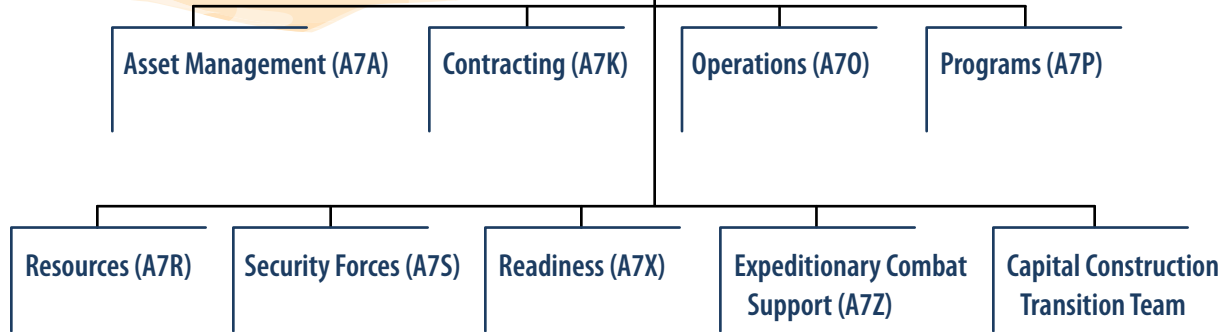 Asset Management (A7A)
Contracting (A7K)
Operations (A7O)
Programs (A7P)
Resources (A7R)
Security Forces (A7S)
Readiness (A7X)
Expeditionary Combat
Support (A7Z)
Capital Construction
Transition Team